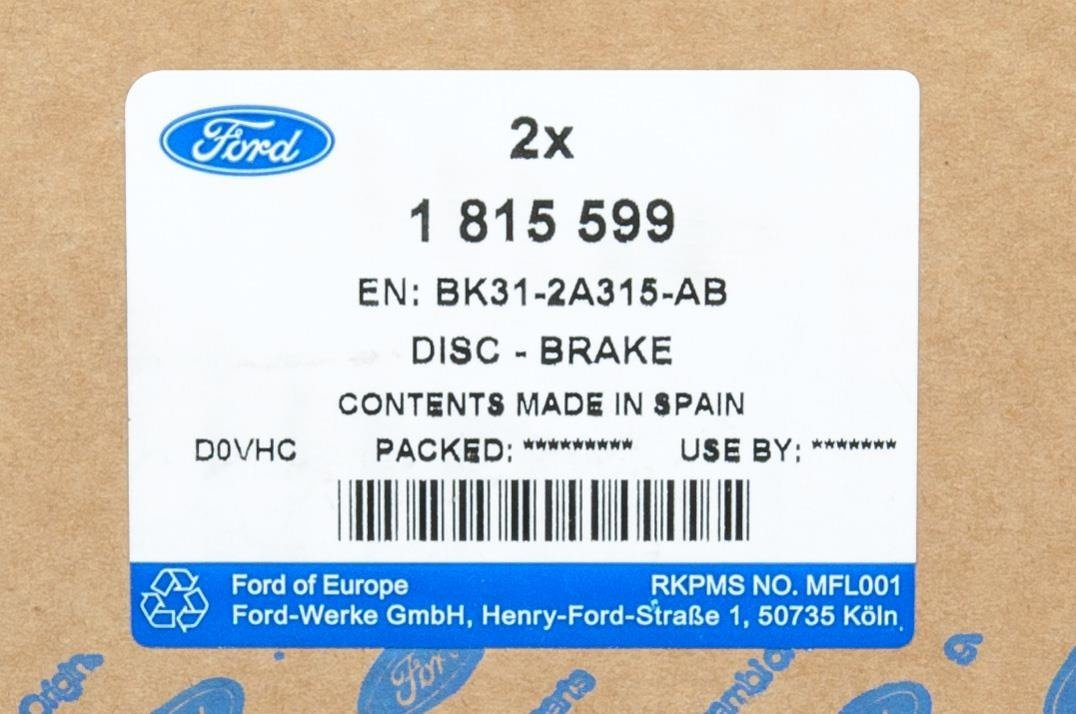 Ford
2x
1 815 599
EN: BK31-2A315-AB
DISC - BRAKE
CONTENTS MADE IN SPAIN
D0VHC PACKED: ********* USE BY: *******
Ford of Europe RKPMS NO. MFL001
Ford-Werke GmbH, Henry-Ford-Straße 1, 50735 Köln
Ford